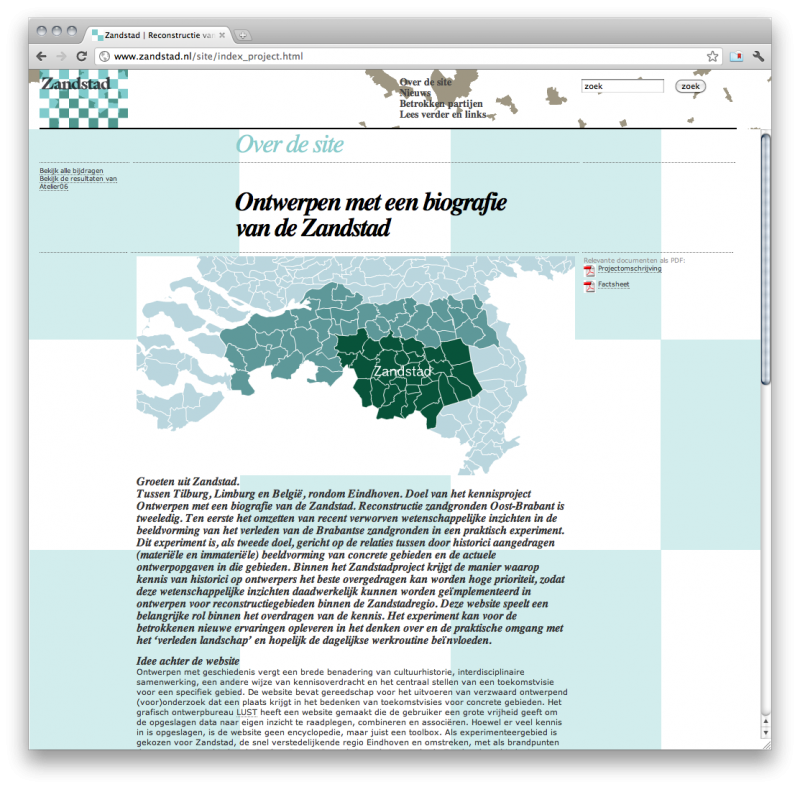 Zandstad | Reconstructie van
www.zandstad.nl/site/index_project.html
Zandstad
Over de site
Nieuws
Betrokken partijen
Lees verder en links
zoek
zoek
Over de site
Bekijk alle bijdragen
Bekijk de resultaten van
Atelier06
Ontwerpen met een biografie
van de Zandstad
Relevante documenten als PDF:
Projectomschrijving
Factsheet
Zandstad
Groeten uit Zandstad.
Tussen Tilburg, Limburg en België, rondom Eindhoven. Doel van het kennisproject
Ontwerpen met een biografie van de Zandstad. Reconstructie zandgronden Oost-Brabant is
tweeledig. Ten eerste het omzetten van recent verworven wetenschappelijke inzichten in de
beeldvorming van het verleden van de Brabantse zandgronden in een praktisch experiment.
Dit experiment is, als tweede doel, gericht op de relaties tussen door historici aangedragen
(materiële en immateriële) beeldvorming van concrete gebieden en de actuele
ontwerpopgaven in die gebieden. Binnen het Zandstadproject krijgt de manier waarop
kennis van historici op ontwerpers het beste overgedragen kan worden hoge prioriteit, zodat
deze wetenschappelijke inzichten daadwerkelijk kunnen worden geïmplementeerd in
ontwerpen voor reconstructiegebieden binnen de Zandstadregio. Deze website speelt een
belangrijke rol binnen het overdragen van de kennis. Het experiment kan voor de
betrokkenen nieuwe ervaringen opleveren in het denken over en de praktische omgang met
het ‘verleden landschap’ en hopelijk de dagelijkse werkroutine beïnvloeden.
Idee achter de website
Ontwerpen met geschiedenis vergt een brede benadering van cultuurhistorie, interdisciplinaire
samenwerking, een andere wijze van kennisoverdracht en het centraal stellen van een toekomstvisie
voor een specifiek gebied. De website bevat gereedschap voor het uitvoeren van verzwaard ontwerpend
(voor)onderzoek dat een plaats krijgt in het bedenken van toekomstvisies voor concrete gebieden. Het
grafisch ontwerpbureau LUST heeft een website gemaakt die de gebruiker een grote vrijheid geeft om
de opgeslagen data naar eigen inzicht te raadplegen, combineren en associëren. Hoewel er veel kennis
in is opgeslagen, is de website geen encyclopedie, maar juist een toolbox. Als experimenteergebied is
gekozen voor Zandstad, de snel verstedelijkende regio Eindhoven en omstreken, met als brandpunten